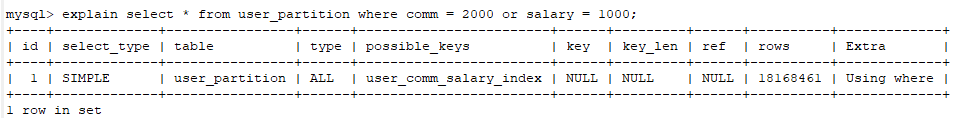 mysql> explain select * from user_partition where comm = 2000 or salary = 1000;
+----+-------------+----------------+------+------------------------+------+---------+------+----------+-------------+
| id | select_type | table          | type | possible_keys          | key  | key_len | ref  | rows     | Extra       |
+----+-------------+----------------+------+------------------------+------+---------+------+----------+-------------+
|  1 | SIMPLE      | user_partition | ALL  | user_comm_salary_index | NULL | NULL    | NULL | 18168461 | Using where |
+----+-------------+----------------+------+------------------------+------+---------+------+----------+-------------+
1 row in set